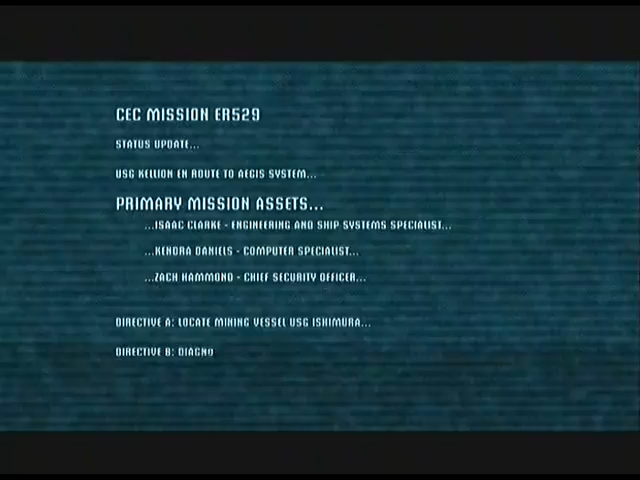 CEC MISSION ER529
STATUS UPDATE...
USG KELLION EN ROUTE TO AEGIS SYSTEM...
PRIMARY MISSION ASSETS...
...ISAAC CLARKE - ENGINEERING AND SHIP SYSTEMS SPECIALIST...
...KENDRA DANIELS - COMPUTER SPECIALIST...
...ZACH HAMMOND - CHIEF SECURITY OFFICER...
DIRECTIVE A: LOCATE MINING VESSEL USG ISHIMURA...
DIRECTIVE B: DIAGNO